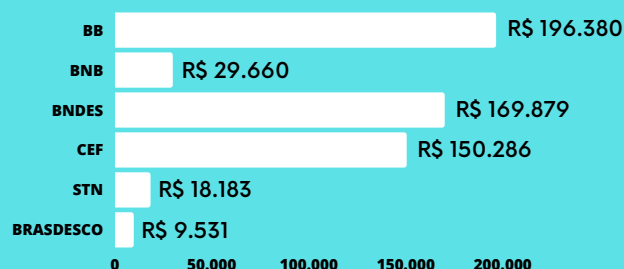 BB R$ 196.380
BNB R$ 29.660
BNDES R$ 169.879
CEF R$ 150.286
STN R$ 18.183
BRASDESCO R$ 9.531
0 50,000 100,000 150,000 200,000